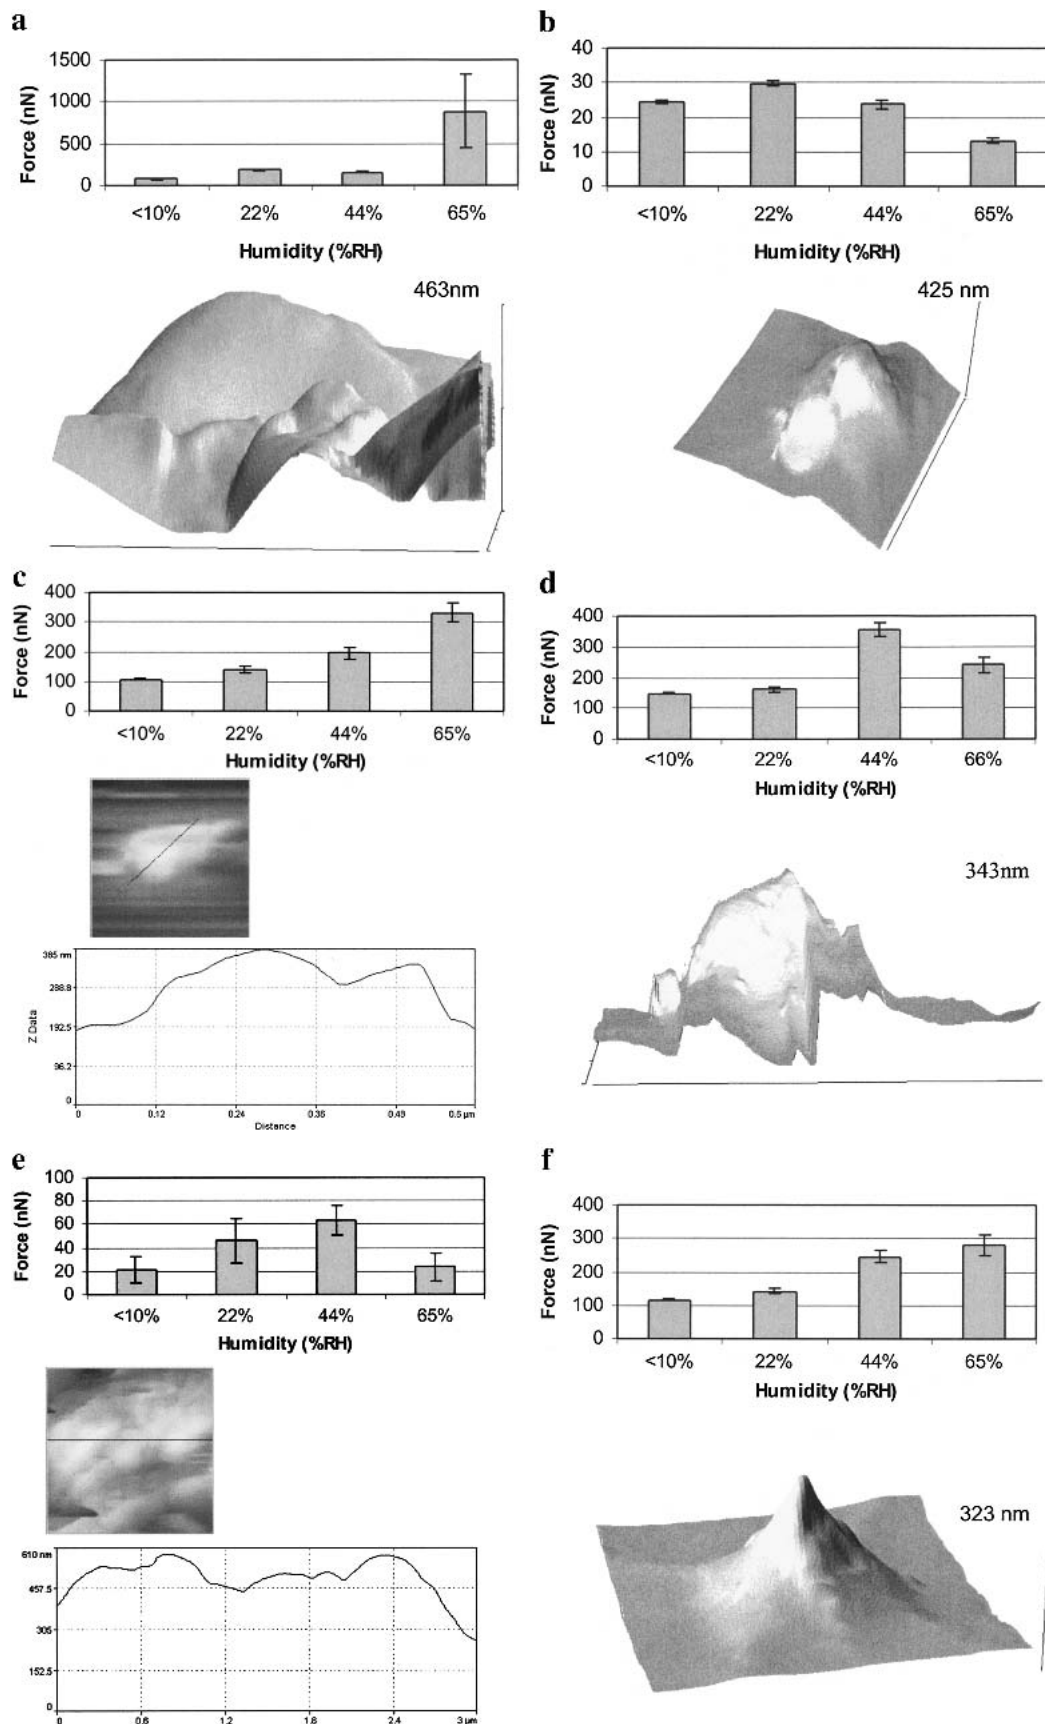 a
1500
1000
500
0
Force (nN)
<10% 22% 44% 65%
Humidity (%RH)
463nm
b
40
30
20
10
0
Force (nN)
<10% 22% 44% 65%
Humidity (%RH)
425 nm
c
400
300
200
100
0
Force (nN)
<10% 22% 44% 65%
Humidity (%RH)
385 nm
288.8
192.5
96.2
0
Z Data
0 0.12 0.24 0.36 0.48 0.5 µm
Distance
d
400
300
200
100
0
Force (nN)
<10% 22% 44% 66%
Humidity (%RH)
343nm
e
100
80
60
40
20
0
Force (nN)
<10% 22% 44% 65%
Humidity (%RH)
610 nm
457.5
305
152.5
0
0 0.6 1.2 1.8 2.4 3 µm
f
400
300
200
100
0
Force (nN)
<10% 22% 44% 65%
Humidity (%RH)
323 nm